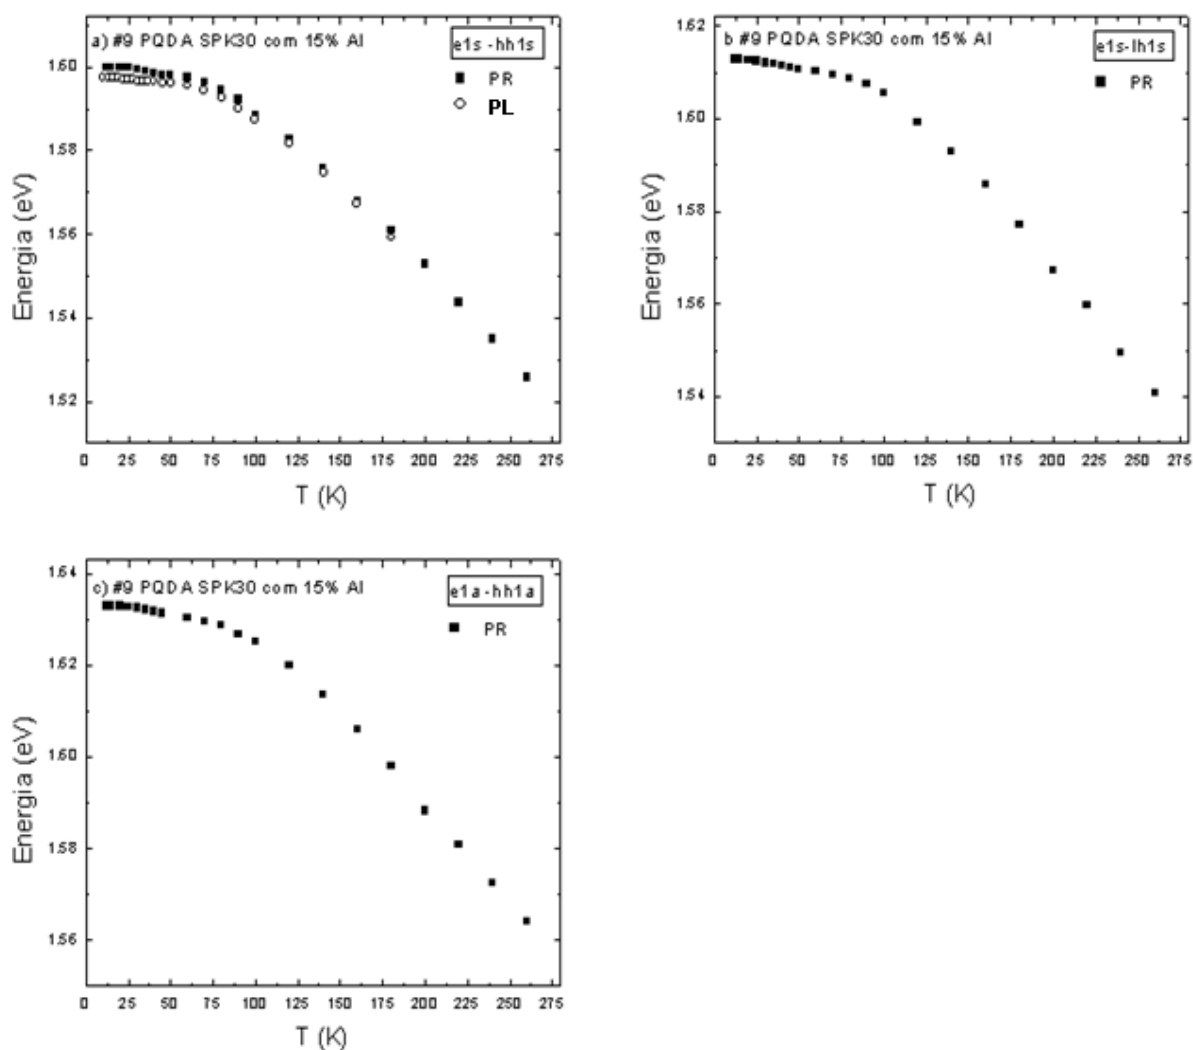 a) #9 PQDA SPK30 com 15% Al
e1s -hh1s
PR
PL
1.60
1.58
1.56
1.54
1.52
Energia (eV)
0 25 50 75 100 125 150 175 200 225 250 275
T (K)
b #9 PQDA SPK30 com 15% Al
e1s-lh1s
PR
1.62
1.60
1.58
1.56
1.54
Energia (eV)
0 25 50 75 100 125 150 175 200 225 250 275
T (K)
c) #9 PQDA SPK30 com 15% Al
e1a-hh1a
PR
1.64
1.62
1.60
1.58
1.56
Energia (eV)
0 25 50 75 100 125 150 175 200 225 250 275
T (K)